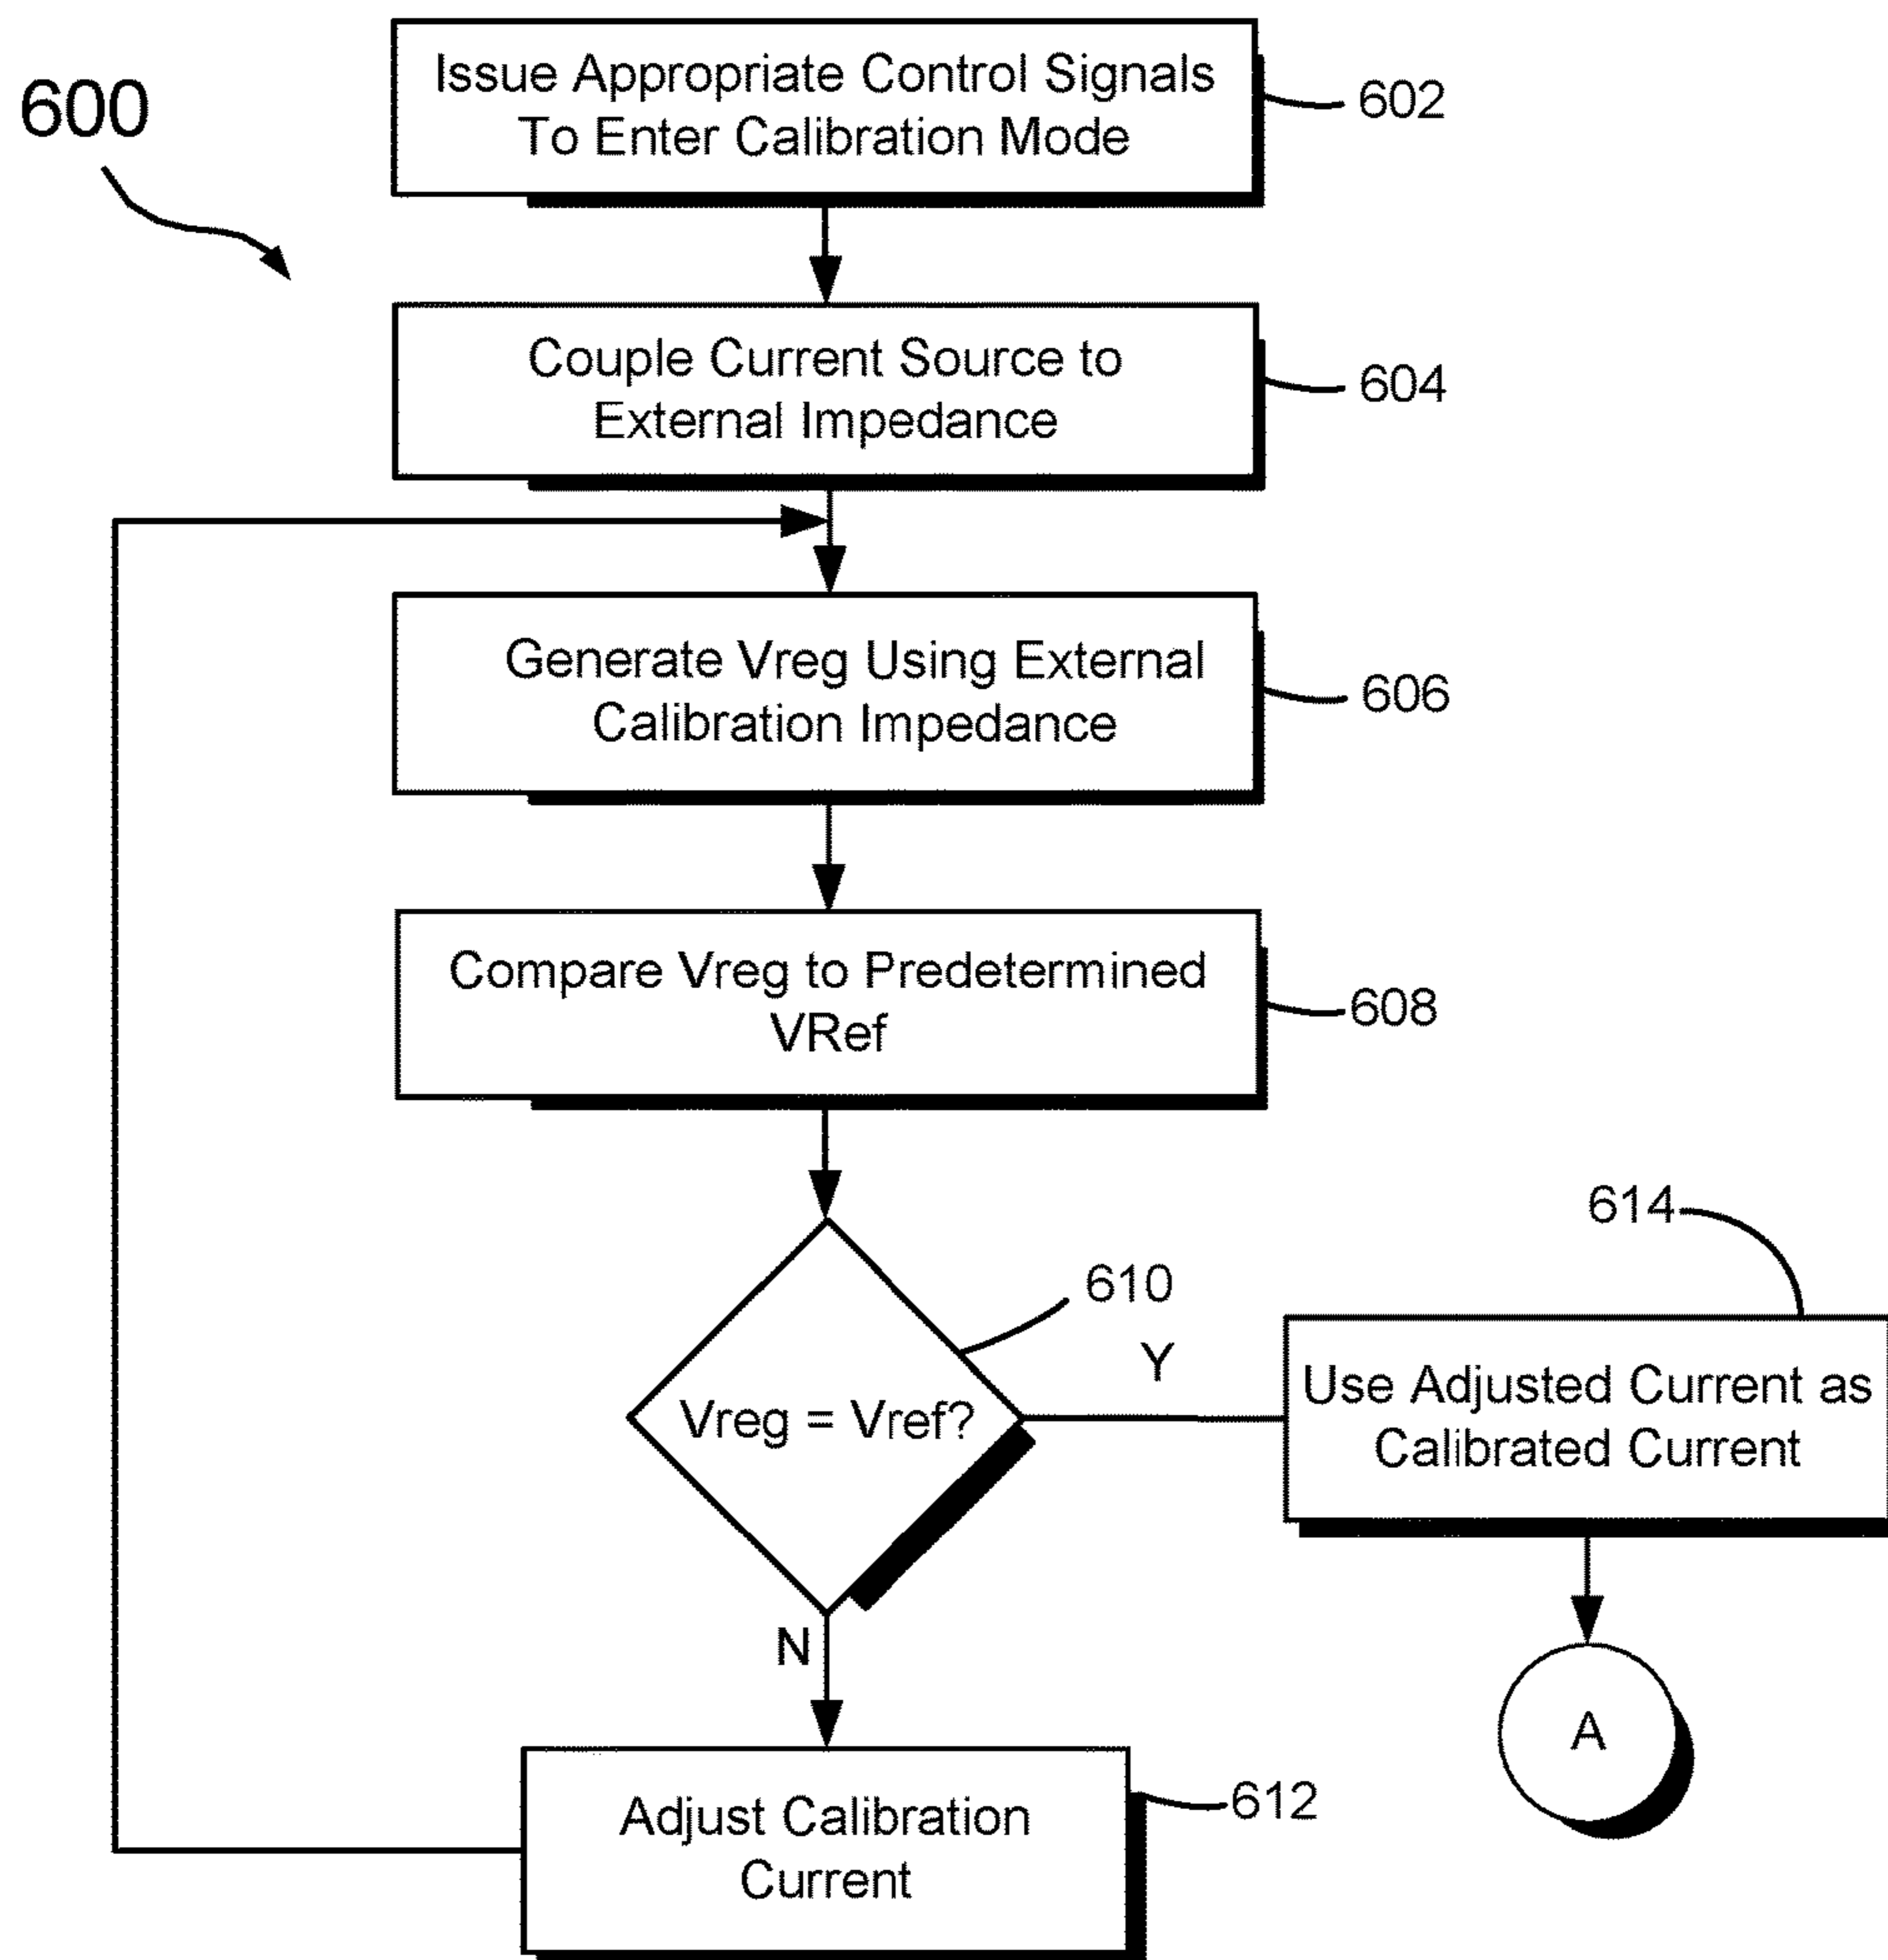 600
Issue Appropriate Control Signals
To Enter Calibration Mode
602
Couple Current Source to
External Impedance
604
Generate Vreg Using External
Calibration Impedance
606
Compare Vreg to Predetermined
VRef
608
Vreg = Vref?
610
Y
614
Use Adjusted Current as
Calibrated Current
A
N
Adjust Calibration
Current
612